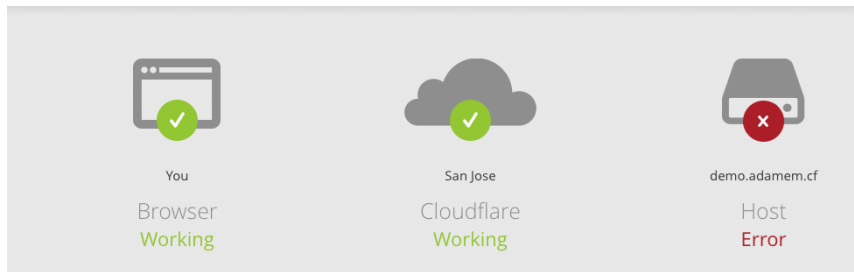 You
San Jose
demo.adamem.cf
Browser
Cloudflare
Host
Working
Working
Error